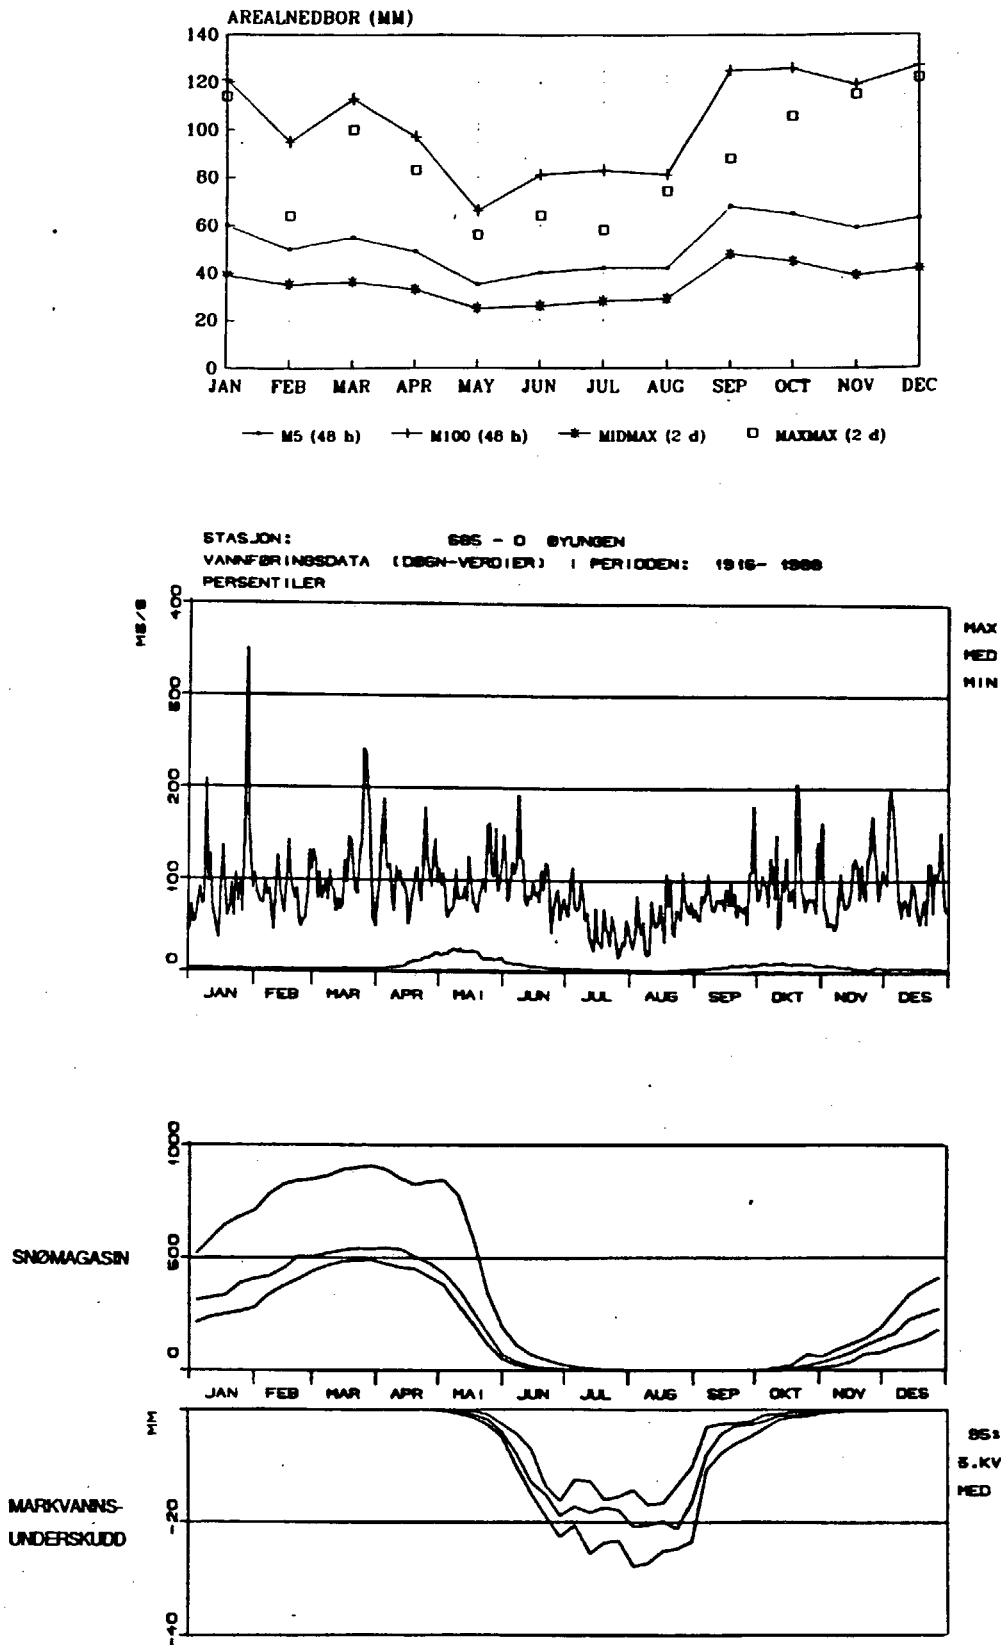 AREALNEDBOR (MM)
140
120
100
80
60
40
20
0
JAN FEB MAR APR MAY JUN JUL AUG SEP OCT NOV DEC
M5 (48 h) M100 (48 h) MIDMAX (2 d) MAXMAX (2 d)
STASJON: 685 - 0 ØYUNGEN
VANNFØRINGSDATA (DØGN-VERDIER) I PERIODEN: 1916- 1988
PERSENTILER
M3/S
400
300
200
100
0
MAX
MED
MIN
JAN FEB MAR APR MAI JUN JUL AUG SEP OKT NOV DES
SNØMAGASIN
1000
500
0
JAN FEB MAR APR MAI JUN JUL AUG SEP OKT NOV DES
MM
-20
-40
MARKVANNS-
UNDERSKUDD
3.KV
MED